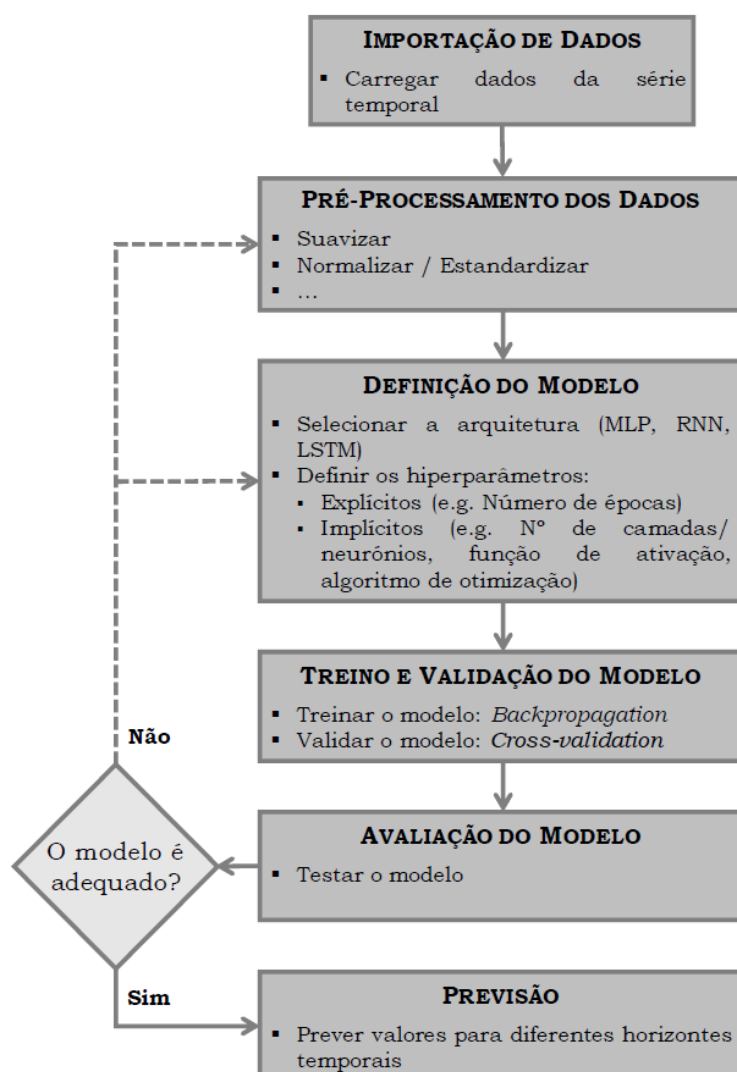 IMPORTAÇÃO DE DADOS
▪ Carregar dados da série
temporal
PRÉ-PROCESSAMENTO DOS DADOS
▪ Suavizar
▪ Normalizar / Estandardizar
▪ ...
DEFINIÇÃO DO MODELO
▪ Selecionar a arquitetura (MLP, RNN,
LSTM)
▪ Definir os hiperparâmetros:
▪ Explícitos (e.g. Número de épocas)
▪ Implícitos (e.g. Nº de camadas/
neurónios, função de ativação,
algoritmo de otimização)
TREINO E VALIDAÇÃO DO MODELO
▪ Treinar o modelo: Backpropagation
▪ Validar o modelo: Cross-validation
Não
AVALIAÇÃO DO MODELO
▪ Testar o modelo
O modelo é
adequado?
Sim
PREVISÃO
▪ Prever valores para diferentes horizontes
temporais